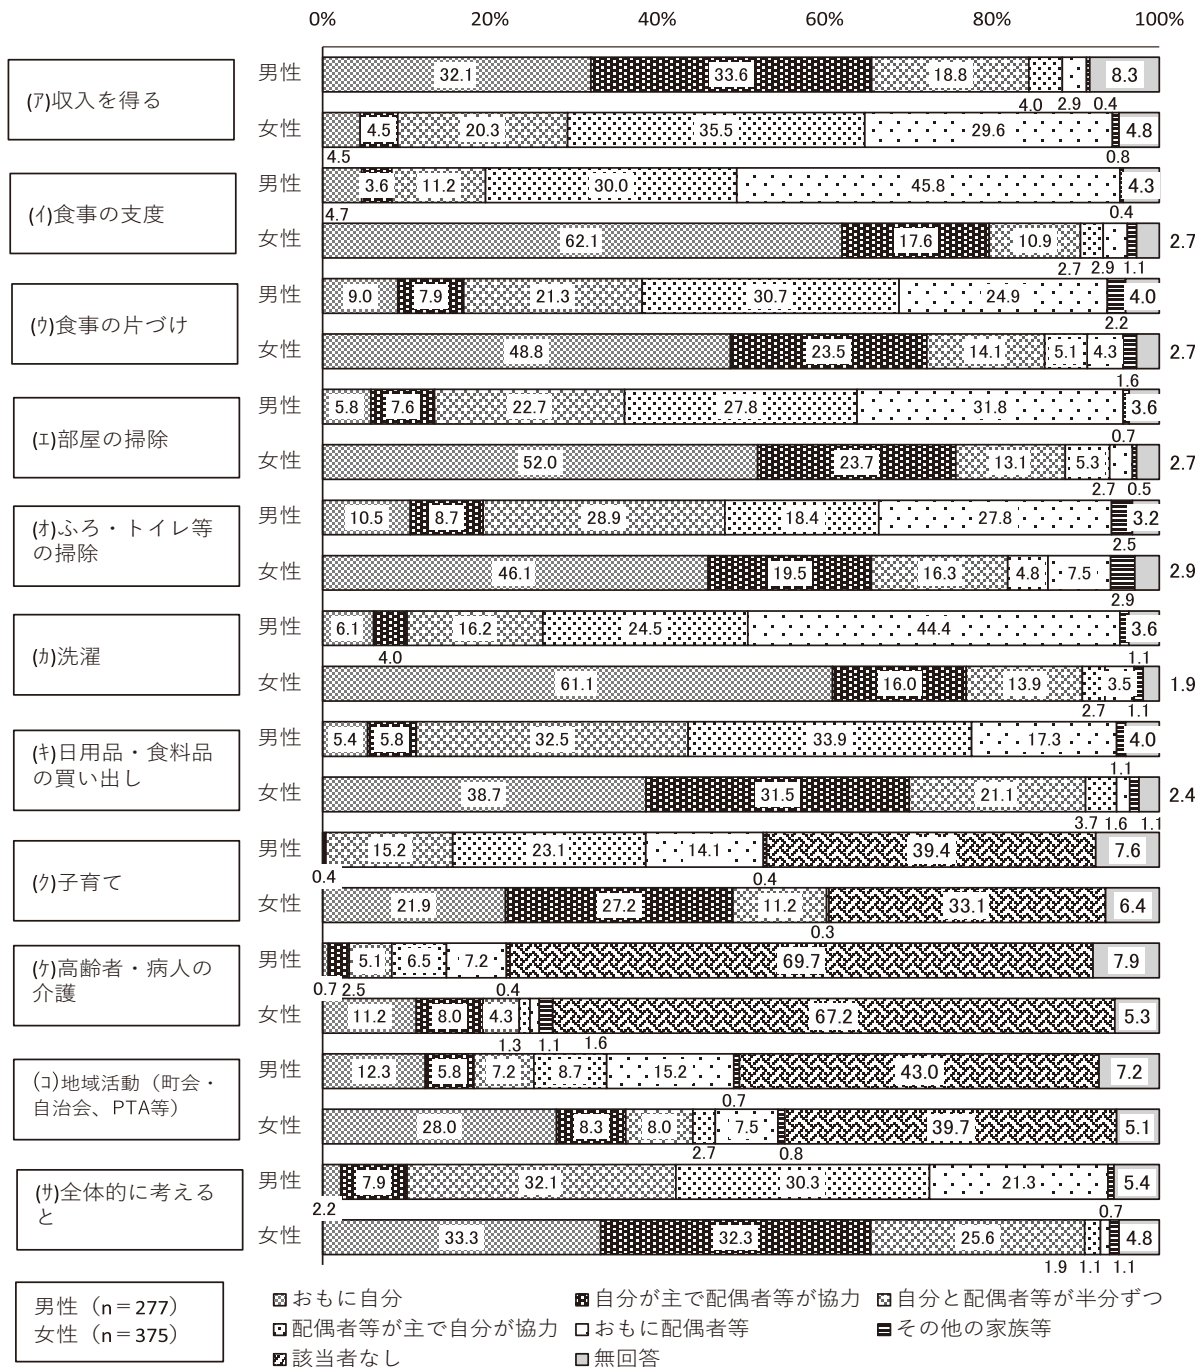 0% 20% 40% 60% 80% 100%
(ｱ)収入を得る
男性 32.1 33.6 18.8 4.0 2.9 0.4 8.3
女性 4.5 4.5 20.3 35.5 29.6 0.8 4.8
(ｲ)食事の支度
男性 4.7 3.6 11.2 30.0 45.8 0.4 4.3
女性 62.1 17.6 10.9 2.7 2.9 1.1 2.7
(ｳ)食事の片づけ
男性 9.0 7.9 21.3 30.7 24.9 2.2 4.0
女性 48.8 23.5 14.1 5.1 4.3 1.6 2.7
(ｴ)部屋の掃除
男性 5.8 7.6 22.7 27.8 31.8 0.7 3.6
女性 52.0 23.7 13.1 5.3 2.7 0.5 2.7
(ｵ)ふろ・トイレ等
の掃除
男性 10.5 8.7 28.9 18.4 27.8 2.5 3.2
女性 46.1 19.5 16.3 4.8 7.5 2.9 2.9
(ｶ)洗濯
男性 6.1 4.0 16.2 24.5 44.4 1.1 3.6
女性 61.1 16.0 13.9 2.7 3.5 1.1 1.9
(ｷ)日用品・食料品
の買い出し
男性 5.4 5.8 32.5 33.9 17.3 1.1 4.0
女性 38.7 31.5 21.1 3.7 1.6 1.1 2.4
(ｸ)子育て
男性 0.4 15.2 23.1 14.1 0.4 39.4 7.6
女性 21.9 27.2 11.2 0.3 33.1 6.4
(ｹ)高齢者・病人の
介護
男性 0.7 2.5 5.1 6.5 7.2 0.4 69.7 7.9
女性 11.2 8.0 4.3 1.3 1.1 1.6 67.2 5.3
(ｺ)地域活動（町会・
自治会、PTA等）
男性 12.3 5.8 7.2 8.7 15.2 0.7 43.0 7.2
女性 28.0 8.3 8.0 2.7 7.5 0.8 39.7 5.1
(ｻ)全体的に考える
と
男性 2.2 7.9 32.1 30.3 21.3 0.7 5.4
女性 33.3 32.3 25.6 1.9 1.1 1.1 4.8
男性（n＝277）
女性（n＝375）
おもに自分 自分が主で配偶者等が協力 自分と配偶者等が半分ずつ
配偶者等が主で自分が協力 おもに配偶者等 その他の家族等
該当者なし 無回答